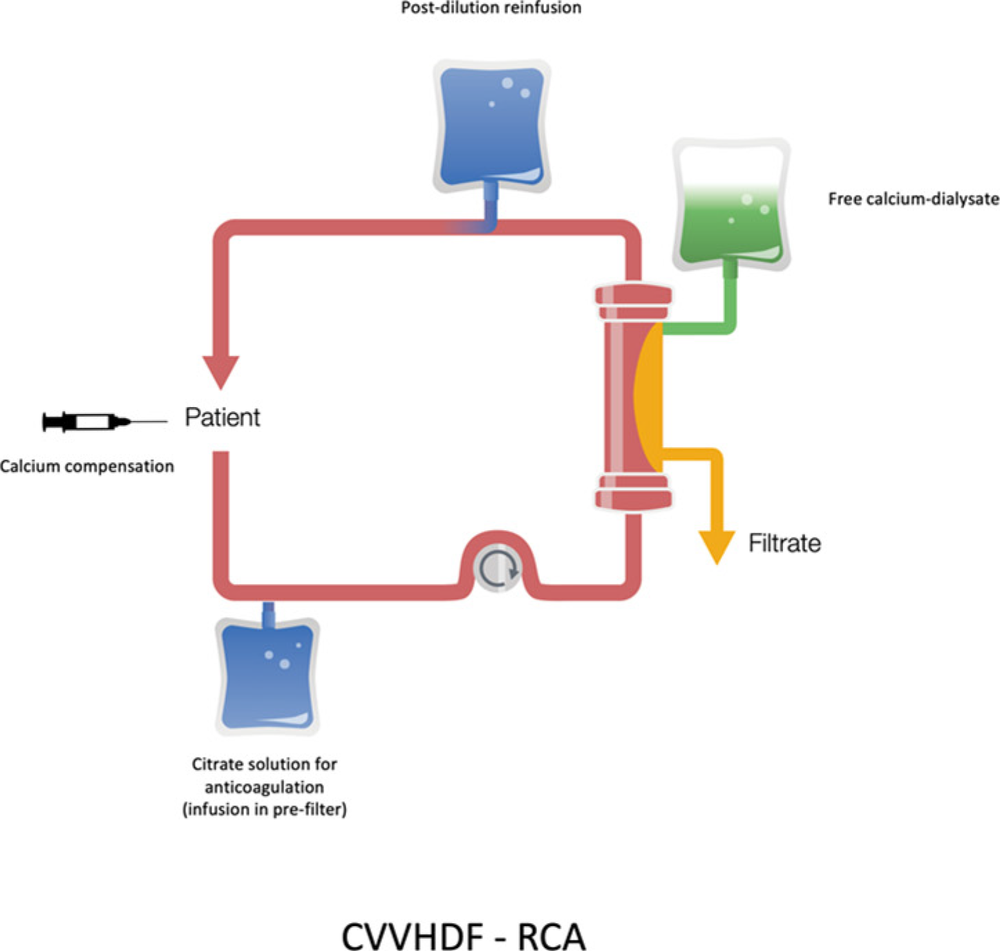 Post-dilution reinfusion
Free calcium-dialysate
Patient
Calcium compensation
Filtrate
Citrate solution for
anticoagulation
(infusion in pre-filter)
CVVHDF - RCA